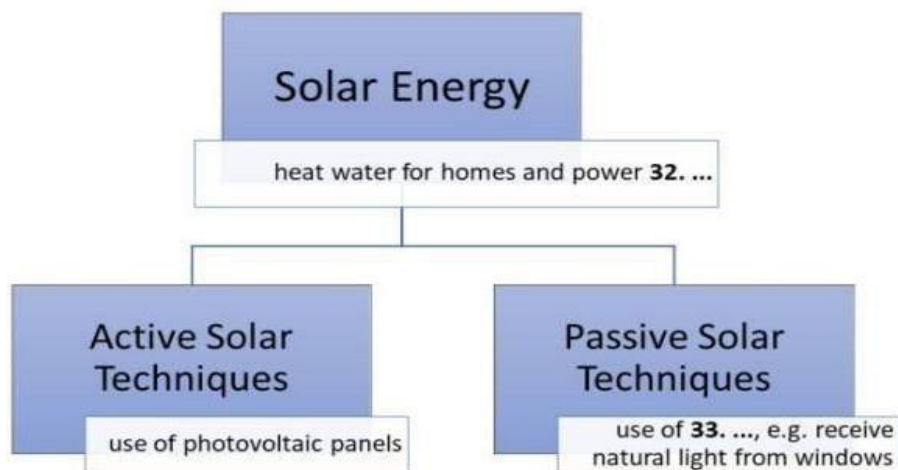 Solar Energy
heat water for homes and power 32. ...
Active Solar
Techniques
use of photovoltaic panels
Passive Solar
Techniques
use of 33. ..., e.g. receive
natural light from windows